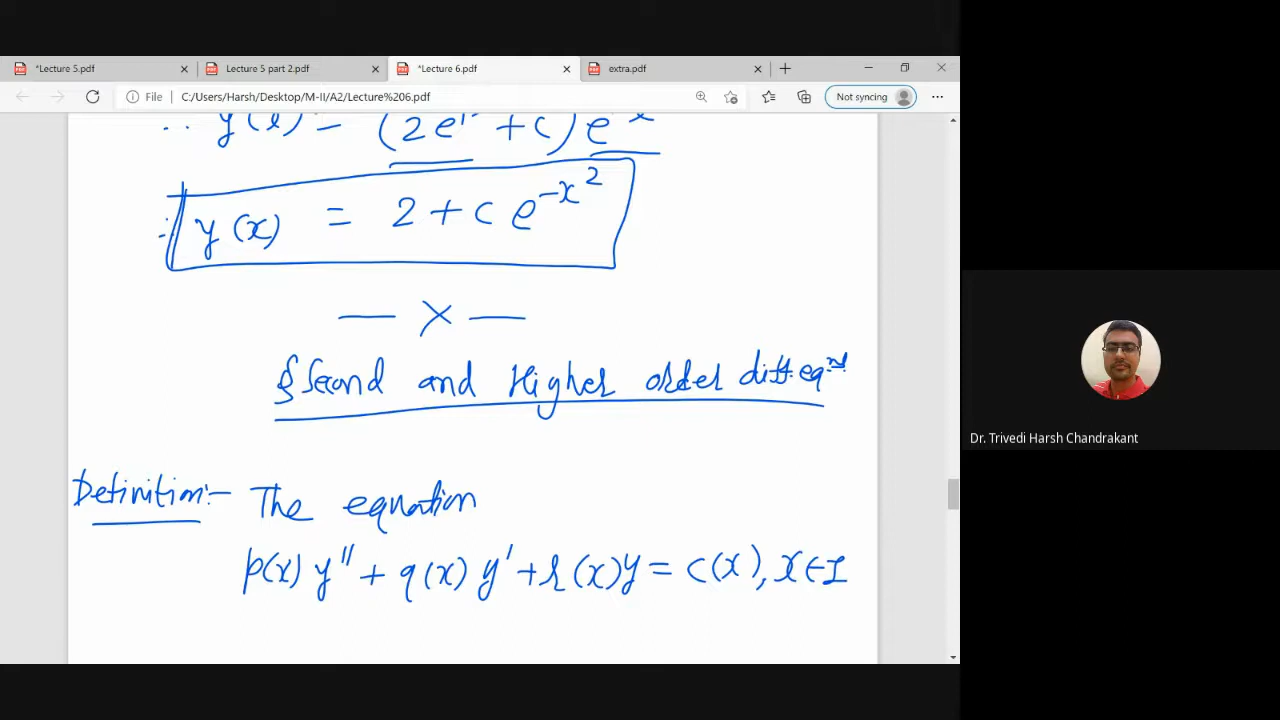 *Lecture 5.pdf
Lecture 5 part 2.pdf
*Lecture 6.pdf
extra.pdf
File
C:/Users/Harsh/Desktop/M-II/A2/Lecture%206.pdf
Not syncing
y(x) = 2 + c e^{-x^2}
— × —
§ Second and Higher order diff. eqⁿˢ.
Definition:- The equation
p(x) y'' + q(x) y' + r(x) y = c(x), x ∈ I
Dr. Trivedi Harsh Chandrakant